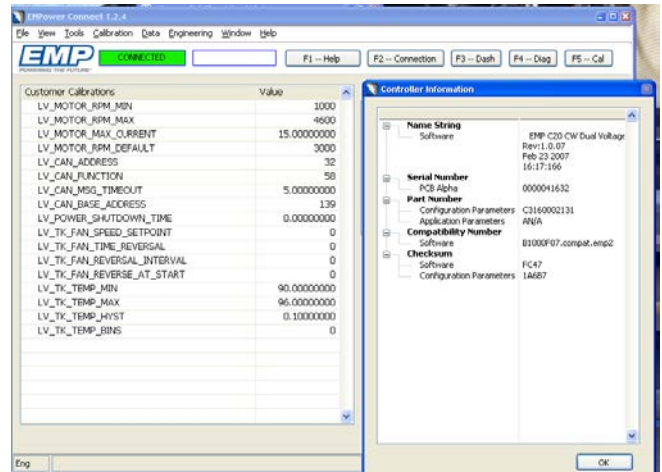 EMPower Connect 1.2.4
File View Tools Calibration Data Engineering Window Help
EMP
POWERING THE FUTURE
CONNECTED
F1 -- Help
F2 -- Connection
F3 -- Dash
F4 -- Diag
F5 -- Cal
Customer Calibrations Value
LV_MOTOR_RPM_MIN 1000
LV_MOTOR_RPM_MAX 4600
LV_MOTOR_MAX_CURRENT 15.00000000
LV_MOTOR_RPM_DEFAULT 3000
LV_CAN_ADDRESS 32
LV_CAN_FUNCTION 58
LV_CAN_MSG_TIMEOUT 5.00000000
LV_CAN_BASE_ADDRESS 139
LV_POWER_SHUTDOWN_TIME 0.00000000
LV_TK_FAN_SPEED_SETPOINT 0
LV_TK_FAN_TIME_REVERSAL 0
LV_TK_FAN_REVERSAL_INTERVAL 0
LV_TK_FAN_REVERSE_AT_START 0
LV_TK_TEMP_MIN 90.00000000
LV_TK_TEMP_MAX 96.00000000
LV_TK_TEMP_HYST 0.10000000
LV_TK_TEMP_BINS 0
Eng
Controller Information
Name String
Software EMP C20 CW Dual Voltage
Rev:1.0.07
Feb 23 2007
16:17:166
Serial Number
PCB Alpha 0000041632
Part Number
Configuration Parameters C3160002131
Application Parameters AN/A
Compatibility Number
Software B1000F07.compat.emp2
Checksum
Software FC47
Configuration Parameters 1A6B7
OK